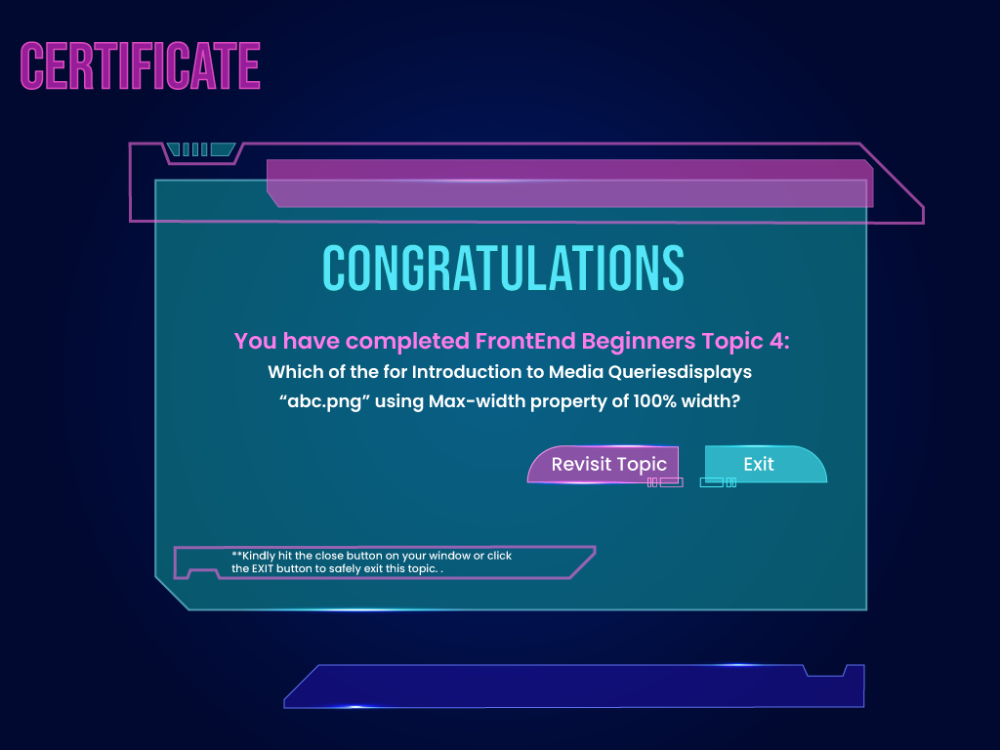 CERTIFICATE
CONGRATULATIONS
You have completed FrontEnd Beginners Topic 4:
Which of the for Introduction to Media Queriesdisplays
“abc.png” using Max-width property of 100% width?
Revisit Topic
Exit
**Kindly hit the close button on your window or click
the EXIT button to safely exit this topic. .